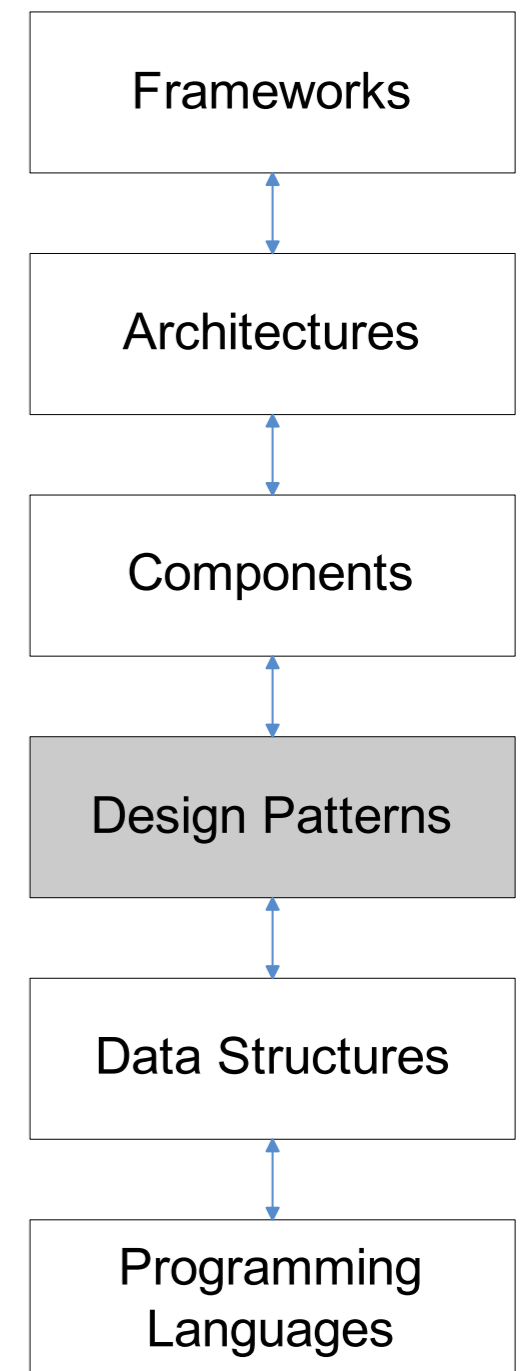 Frameworks
Architectures
Components
Design Patterns
Data Structures
Programming
Languages